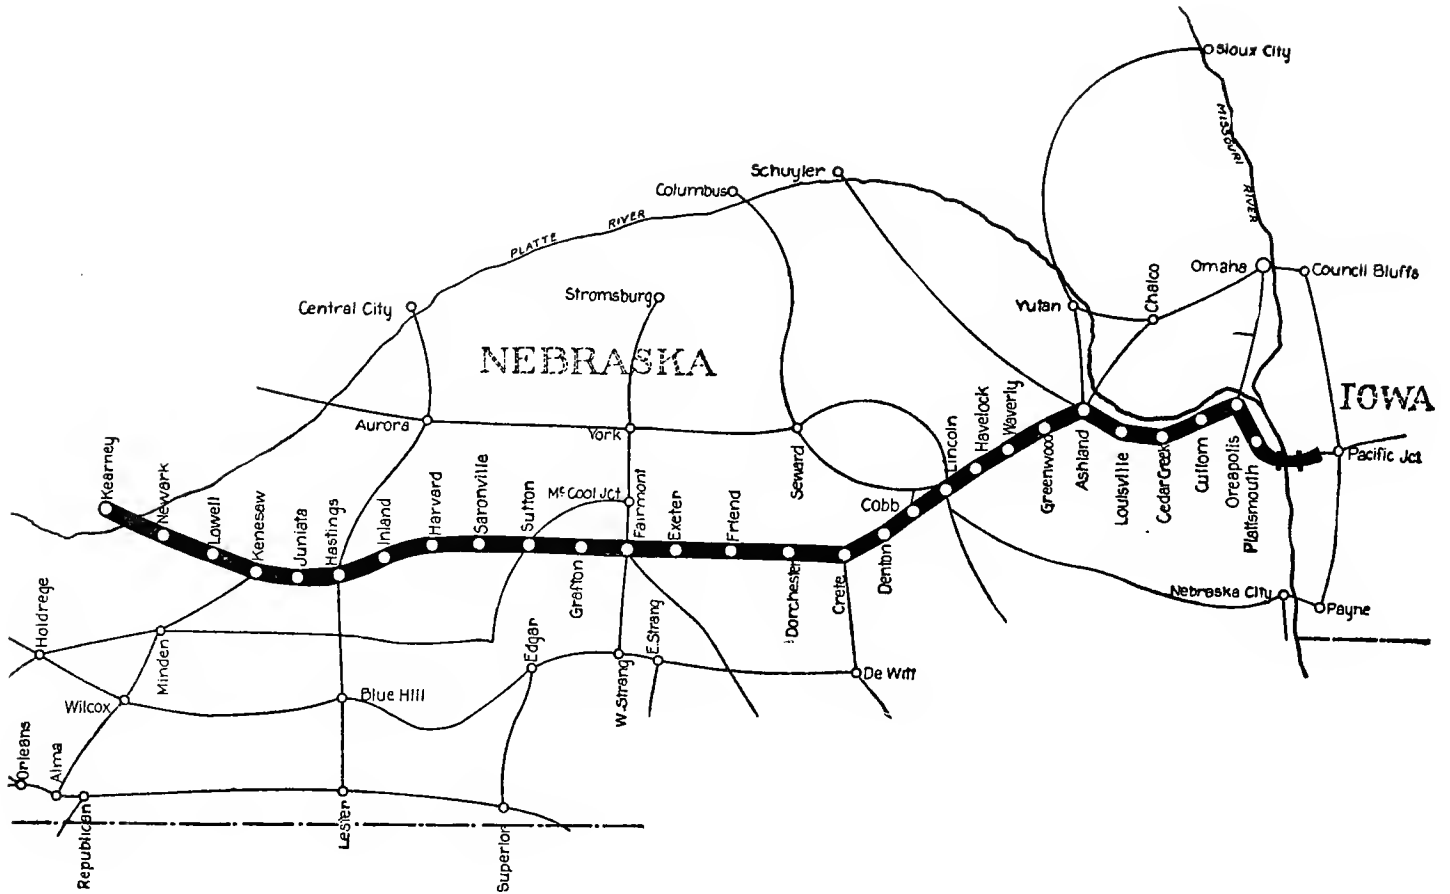 Sioux City
MISSOURI
RIVER
Schuyler
Columbus
PLATTE
RIVER
Omaha
Council Bluffs
Chalco
Yutan
Central City
Stromsburg
NEBRASKA
IOWA
Aurora
York
Seward
Kearney
Newark
Lowell
Kenesaw
Juniata
Hastings
Inland
Harvard
Saronville
Sutton
Grafton
McCool Jct
Fairmont
Exeter
Friend
Dorchester
Crete
Denton
Cobb
Lincoln
Havelock
Waverly
Greenwood
Ashland
Louisville
Cedar Creek
Cullom
Oreapolis
Plattsmouth
Pacific Jct
Nebraska City
Payne
Holdrege
Minden
Wilcox
Blue Hill
Edgar
W. Strang
E. Strang
De Witt
Orleans
Alma
Republican
Lester
Superior